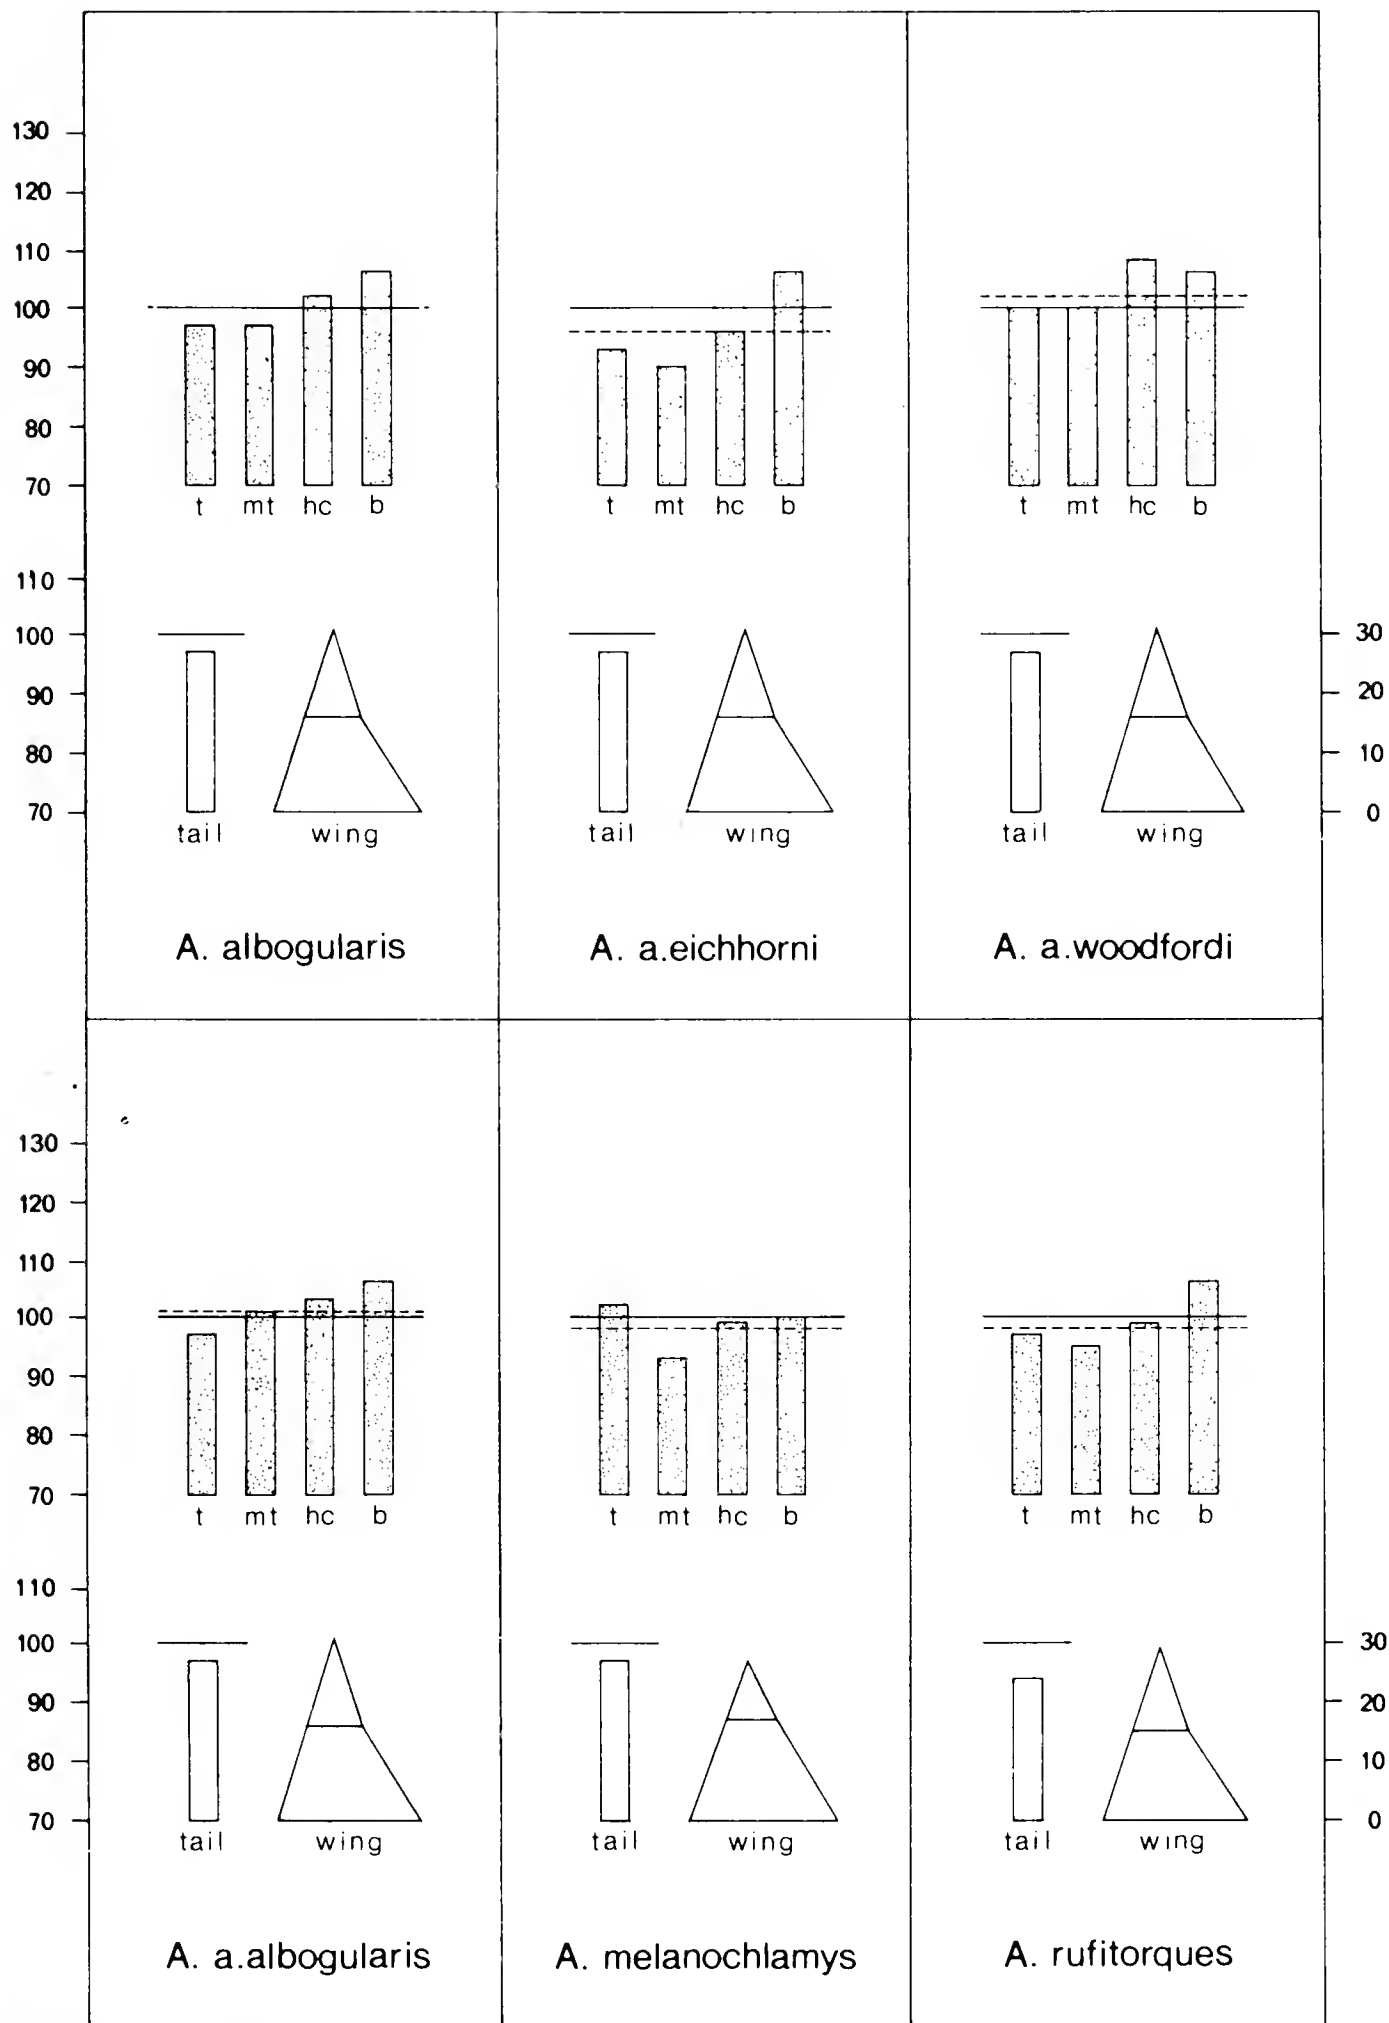 130
120
110
100
90
80
70
t mt hc b
t mt hc b
t mt hc b
110
100
90
80
70
30
20
10
0
tail wing
tail wing
tail wing
A. albogularis
A. a.eichhorni
A. a.woodfordi
130
120
110
100
90
80
70
t mt hc b
t mt hc b
t mt hc b
110
100
90
80
70
30
20
10
0
tail wing
tail wing
tail wing
A. a.albogularis
A. melanochlamys
A. rufitorques